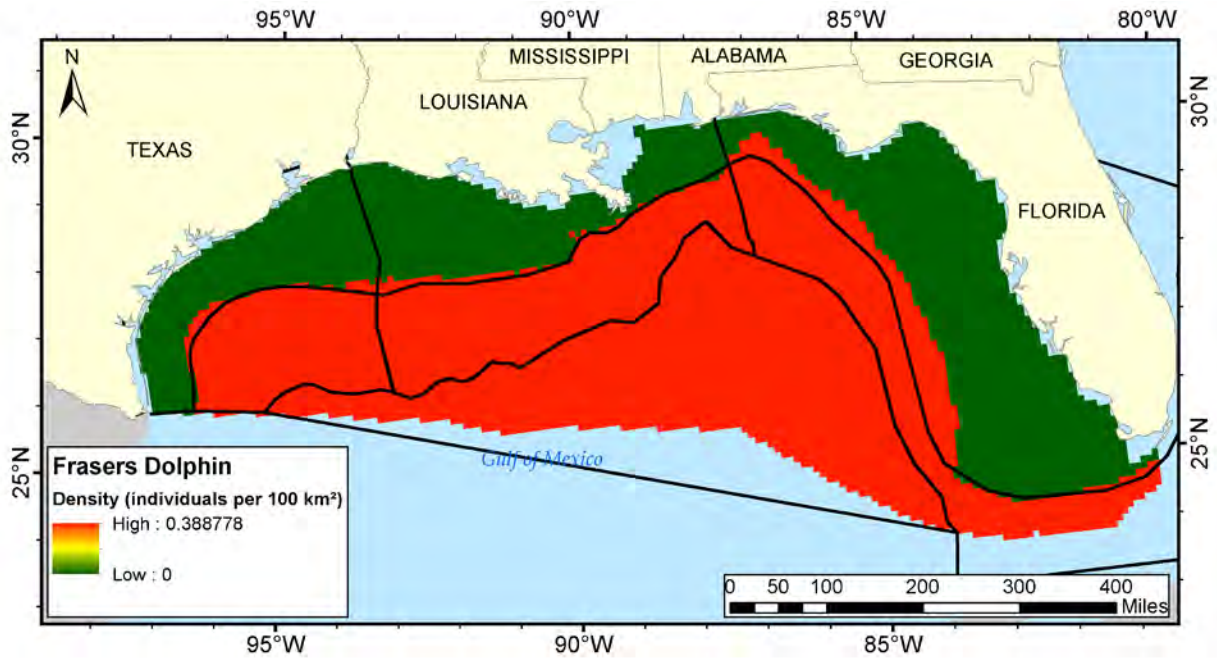 95°W 90°W 85°W 80°W
N
MISSISSIPPI ALABAMA GEORGIA
LOUISIANA
TEXAS
FLORIDA
30°N 30°N
25°N 25°N
Gulf of Mexico
Frasers Dolphin
Density (individuals per 100 km²)
High : 0.388778
Low : 0
0 50 100 200 300 400
Miles
95°W 90°W 85°W